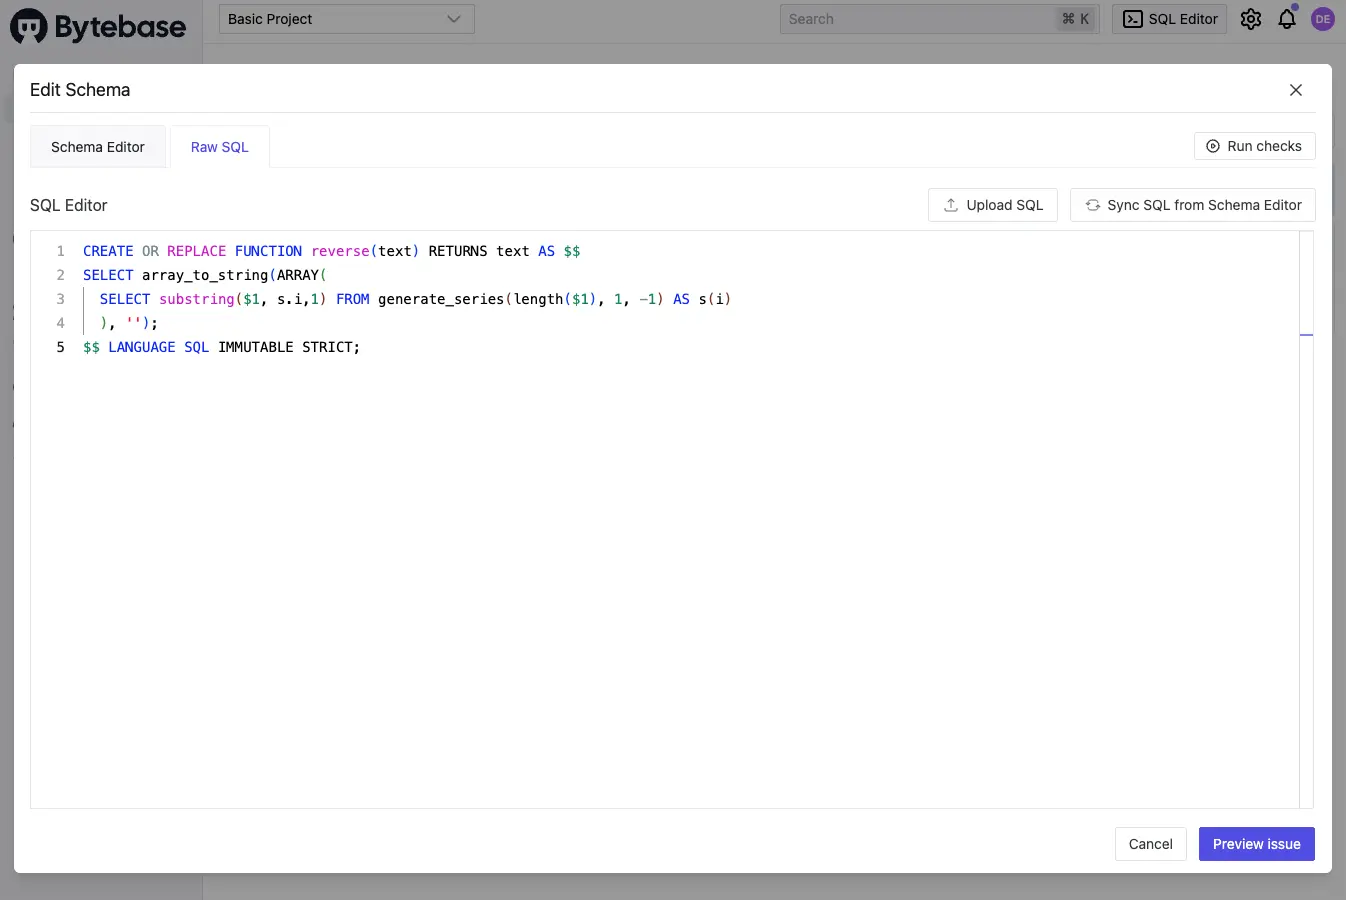 Bytebase
Basic Project
Search
⌘ K
SQL Editor
DE
Edit Schema
Schema Editor
Raw SQL
Run checks
SQL Editor
Upload SQL
Sync SQL from Schema Editor
1 CREATE OR REPLACE FUNCTION reverse(text) RETURNS text AS $$
2 SELECT array_to_string(ARRAY(
3   SELECT substring($1, s.i,1) FROM generate_series(length($1), 1, -1) AS s(i)
4   ), '');
5 $$ LANGUAGE SQL IMMUTABLE STRICT;
Cancel
Preview issue